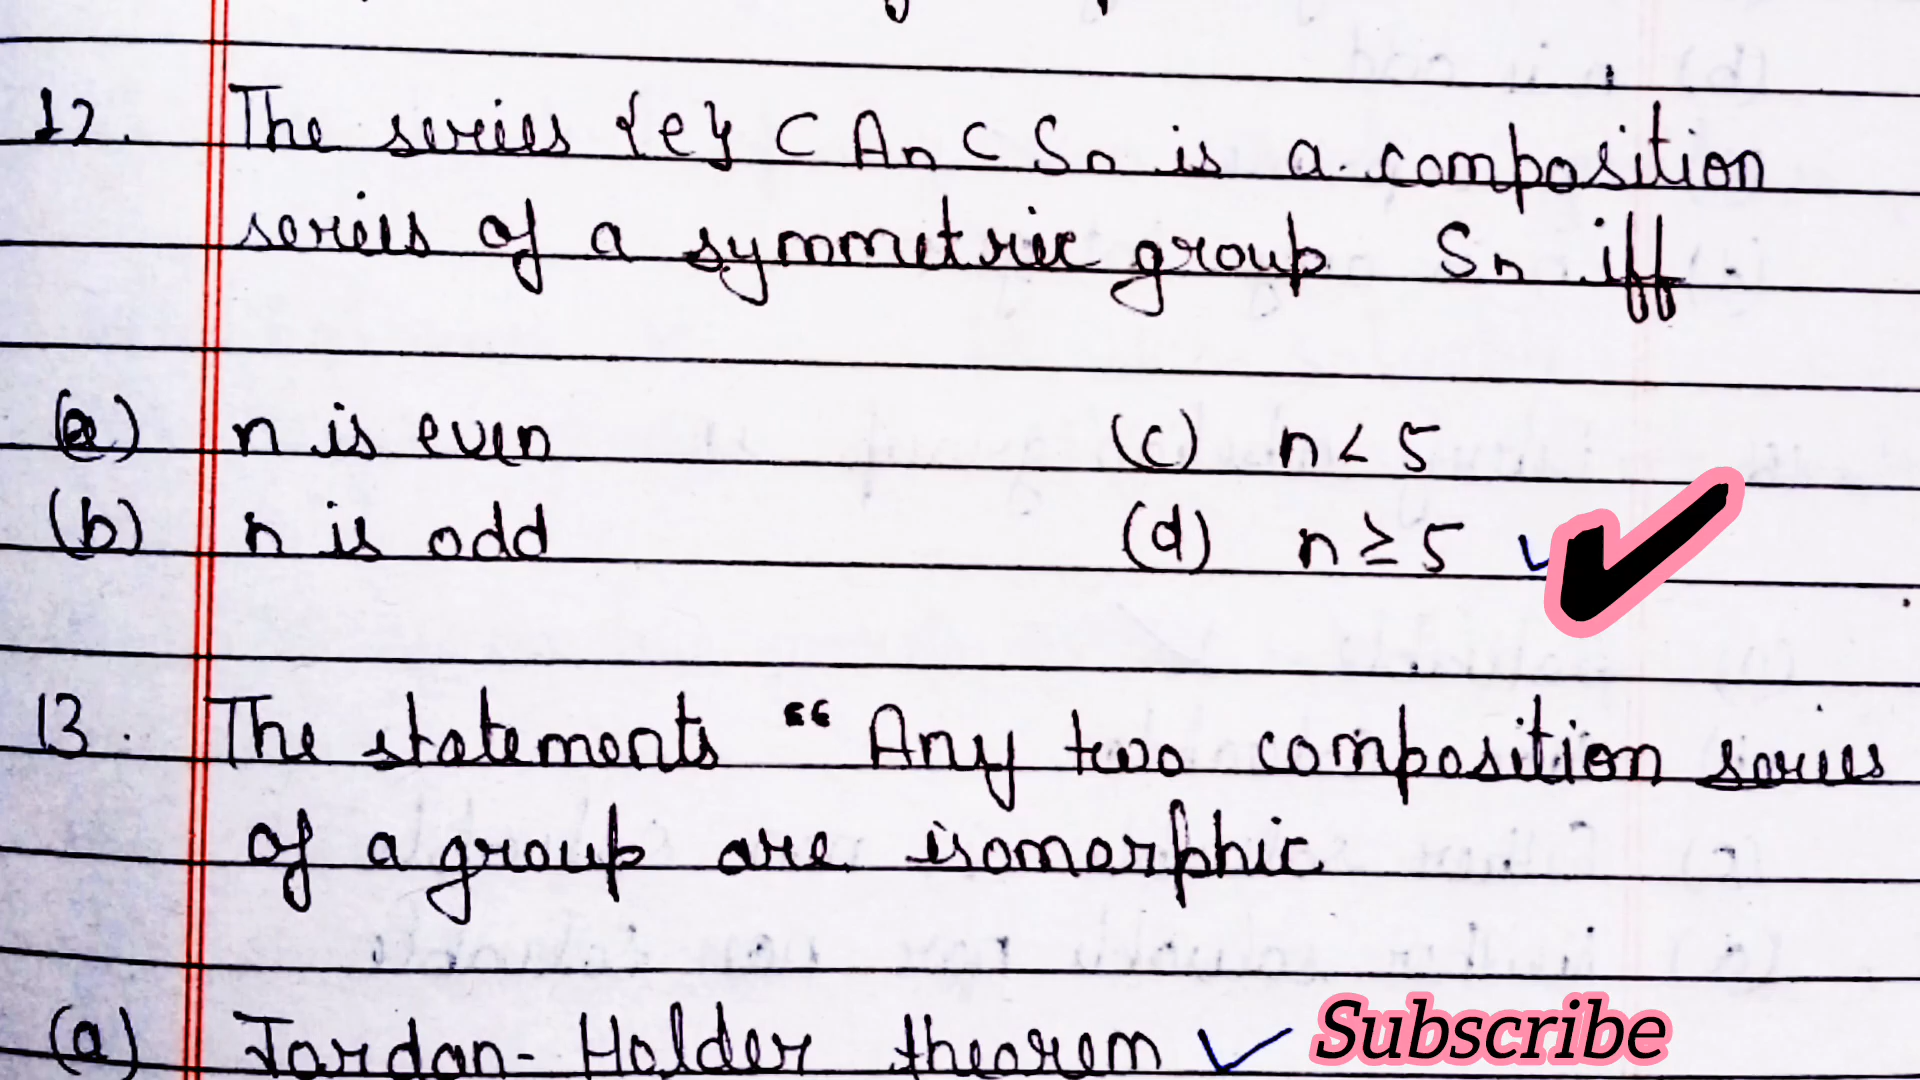 12. The series {e} ⊂ An ⊂ Sn is a composition
series of a symmetric group Sn iff.
(a) n is even (c) n < 5
(b) n is odd (d) n ≥ 5 ✓
13. The statements “ Any two composition series
of a group are isomorphic
(a) Jordan-Holder theorem ✓ Subscribe